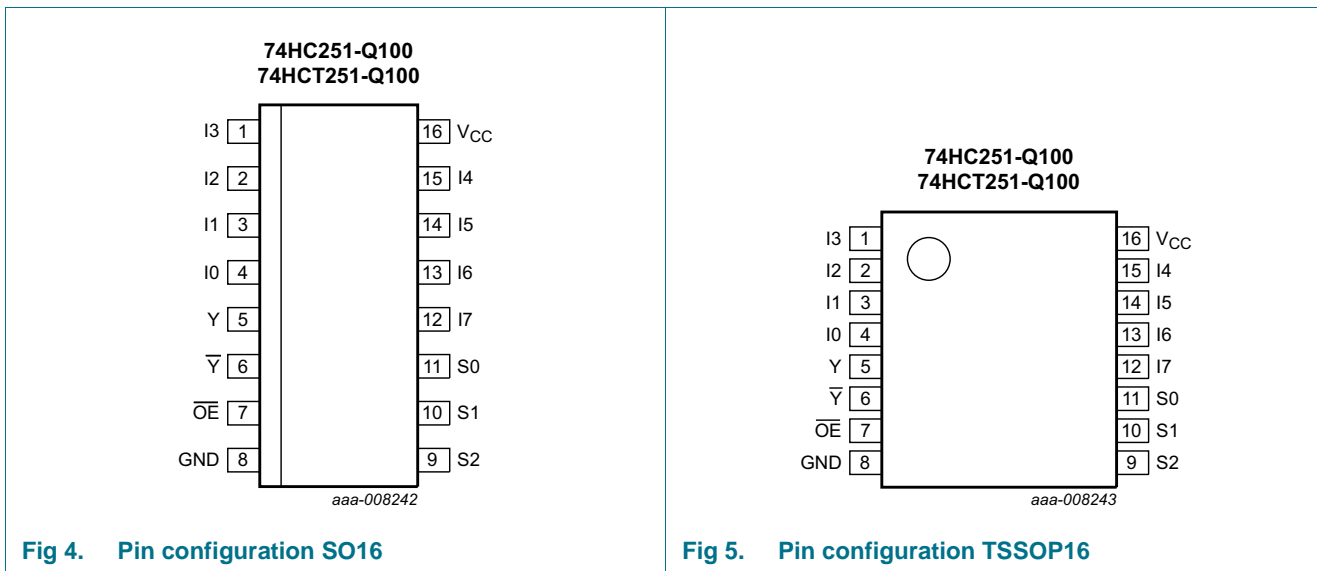 74HC251-Q100
74HCT251-Q100
I3 1 16 VCC
I2 2 15 I4
I1 3 14 I5
I0 4 13 I6
Y 5 12 I7
Y̅ 6 11 S0
O̅E̅ 7 10 S1
GND 8 9 S2
aaa-008242
Fig 4. Pin configuration SO16
74HC251-Q100
74HCT251-Q100
I3 1 16 VCC
I2 2 15 I4
I1 3 14 I5
I0 4 13 I6
Y 5 12 I7
Y̅ 6 11 S0
O̅E̅ 7 10 S1
GND 8 9 S2
aaa-008243
Fig 5. Pin configuration TSSOP16